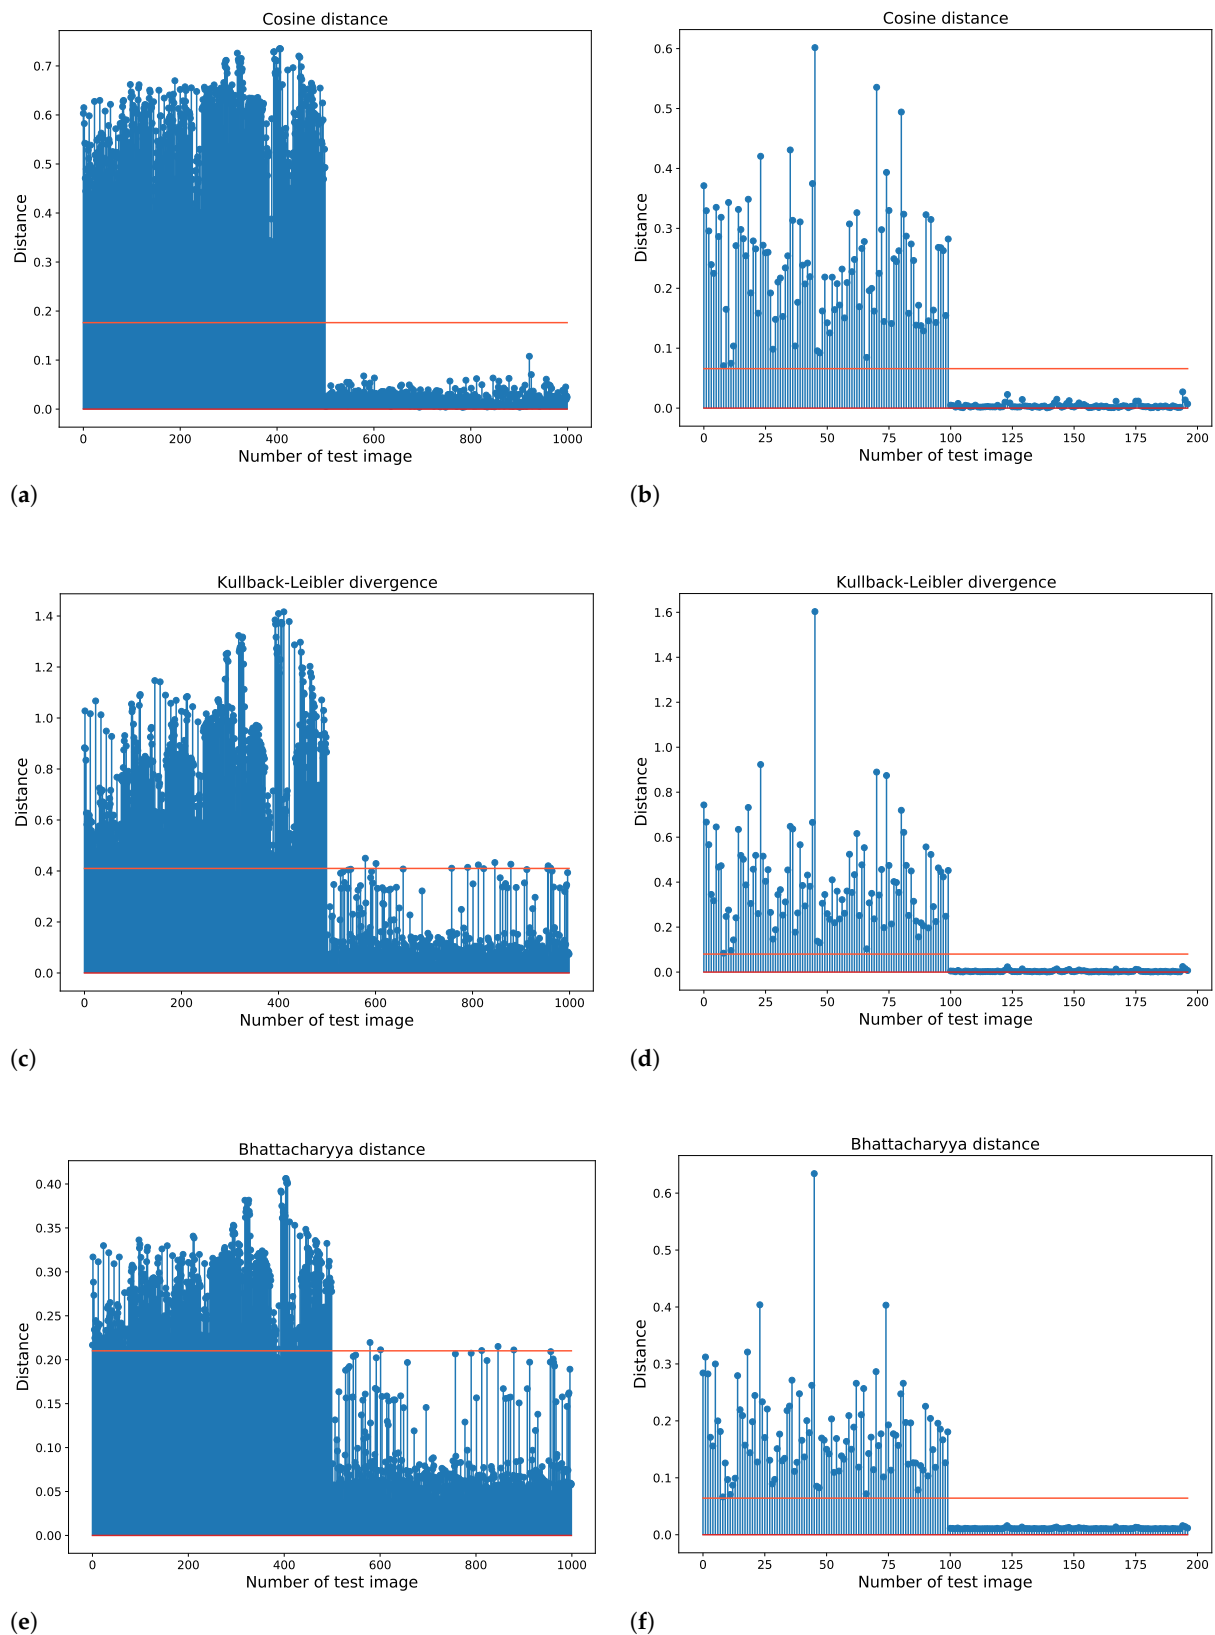 Cosine distance
0.7
0.6
0.5
0.4
0.3
0.2
0.1
0.0
Distance
0 200 400 600 800 1000
Number of test image
(a)
Cosine distance
0.6
0.5
0.4
0.3
0.2
0.1
0.0
Distance
0 25 50 75 100 125 150 175 200
Number of test image
(b)
Kullback-Leibler divergence
1.4
1.2
1.0
0.8
0.6
0.4
0.2
0.0
Distance
0 200 400 600 800 1000
Number of test image
(c)
Kullback-Leibler divergence
1.6
1.4
1.2
1.0
0.8
0.6
0.4
0.2
0.0
Distance
0 25 50 75 100 125 150 175 200
Number of test image
(d)
Bhattacharyya distance
0.40
0.35
0.30
0.25
0.20
0.15
0.10
0.05
0.00
Distance
0 200 400 600 800 1000
Number of test image
(e)
Bhattacharyya distance
0.6
0.5
0.4
0.3
0.2
0.1
0.0
Distance
0 25 50 75 100 125 150 175 200
Number of test image
(f)